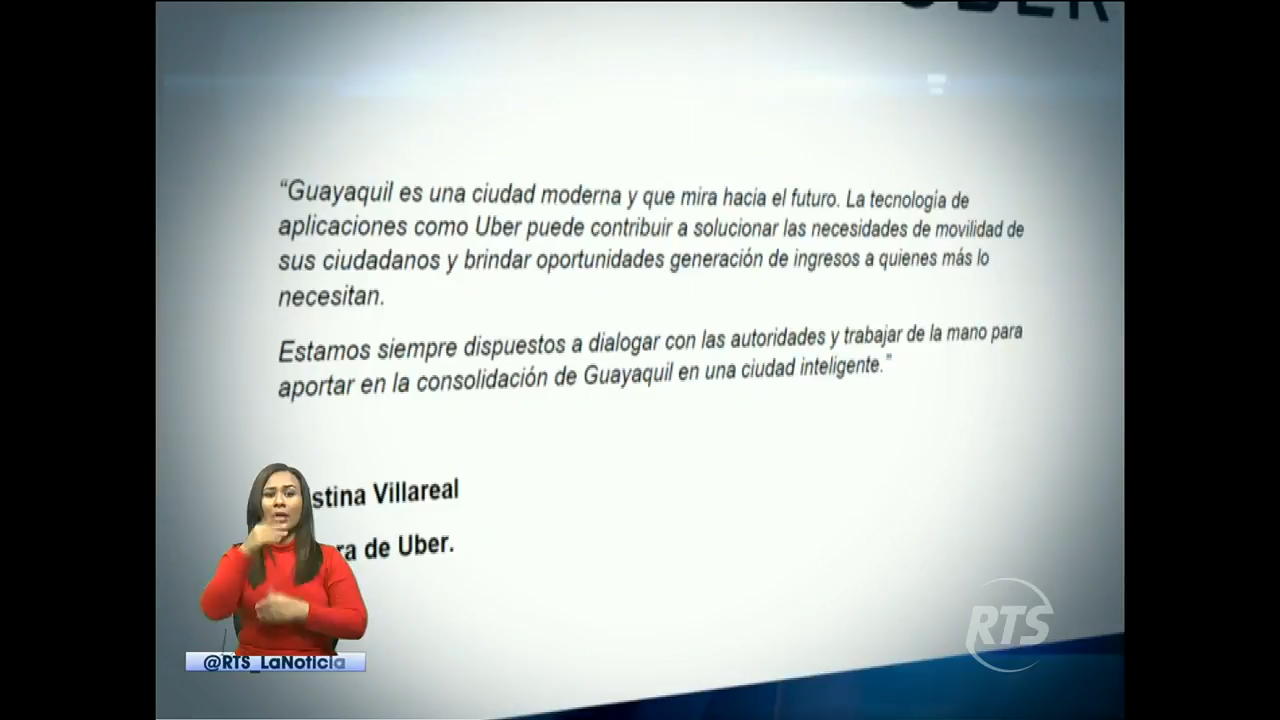 UBER
“Guayaquil es una ciudad moderna y que mira hacia el futuro. La tecnología de
aplicaciones como Uber puede contribuir a solucionar las necesidades de movilidad de
sus ciudadanos y brindar oportunidades generación de ingresos a quienes más lo
necesitan.
Estamos siempre dispuestos a dialogar con las autoridades y trabajar de la mano para
aportar en la consolidación de Guayaquil en una ciudad inteligente.”
stina Villareal
ra de Uber.
@RTS_LaNoticia
RTS